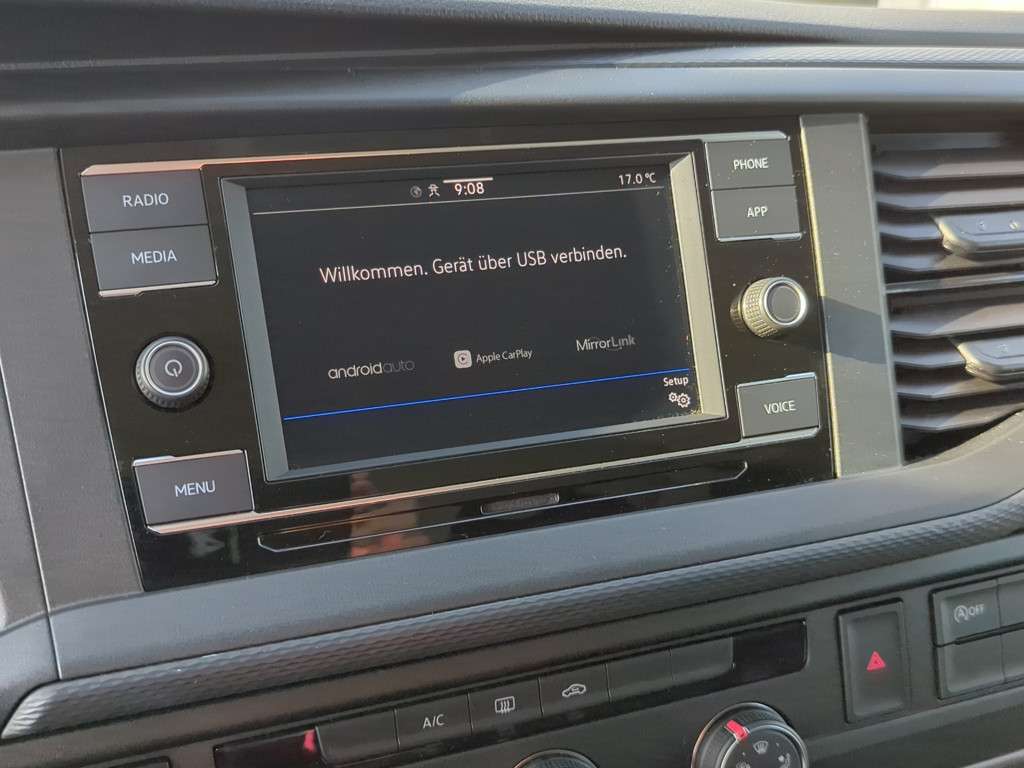 RADIO
MEDIA
MENU
9:08
17.0°C
Willkommen. Gerät über USB verbinden.
androidauto
Apple CarPlay
MirrorLink
Setup
PHONE
APP
VOICE
A/C
OFF